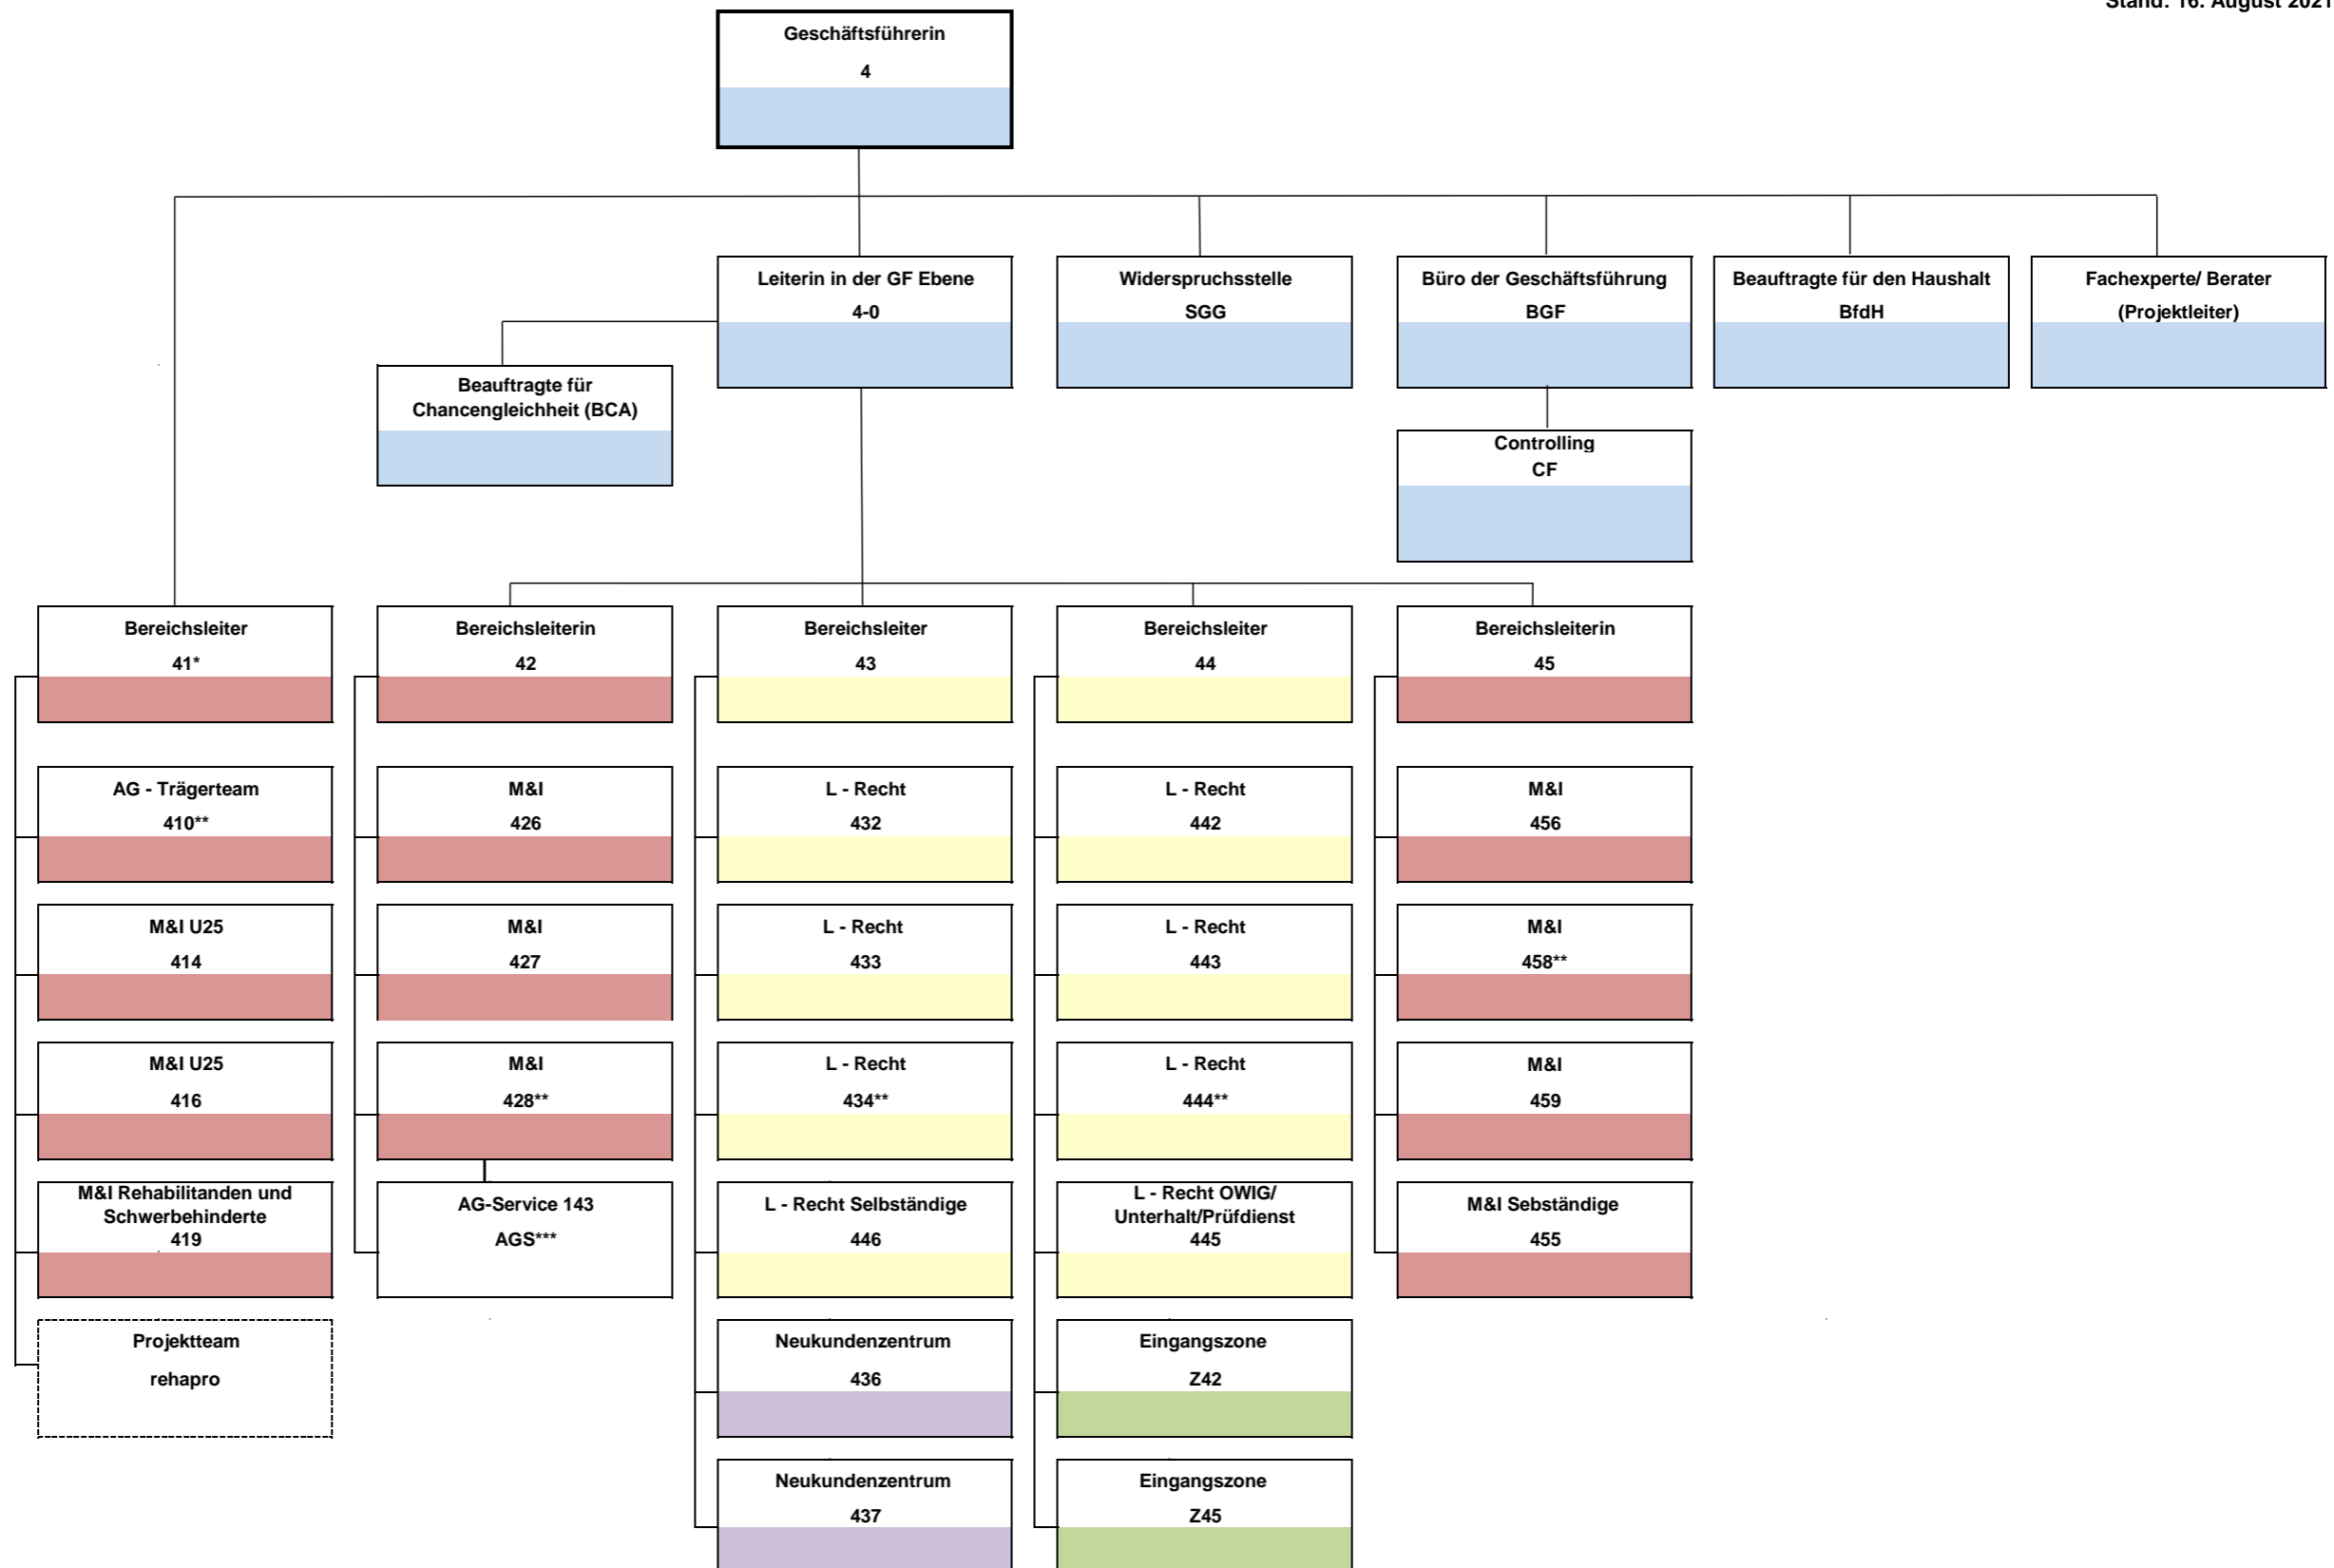 Stand: 16. August 2021
Geschäftsführerin
4
Leiterin in der GF Ebene
4-0
Widerspruchsstelle
SGG
Büro der Geschäftsführung
BGF
Beauftragte für den Haushalt
BfdH
Fachexperte/ Berater
(Projektleiter)
Beauftragte für
Chancengleichheit (BCA)
Controlling
CF
Bereichsleiter
41*
Bereichsleiterin
42
Bereichsleiter
43
Bereichsleiter
44
Bereichsleiterin
45
AG - Trägerteam
410**
M&I
426
L - Recht
432
L - Recht
442
M&I
456
M&I U25
414
M&I
427
L - Recht
433
L - Recht
443
M&I
458**
M&I U25
416
M&I
428**
L - Recht
434**
L - Recht
444**
M&I
459
M&I Rehabilitanden und
Schwerbehinderte
419
AG-Service 143
AGS***
L - Recht Selbständige
446
L - Recht OWIG/
Unterhalt/Prüfdienst
445
M&I Sebständige
455
Projektteam
rehapro
Neukundenzentrum
436
Eingangszone
Z42
Neukundenzentrum
437
Eingangszone
Z45